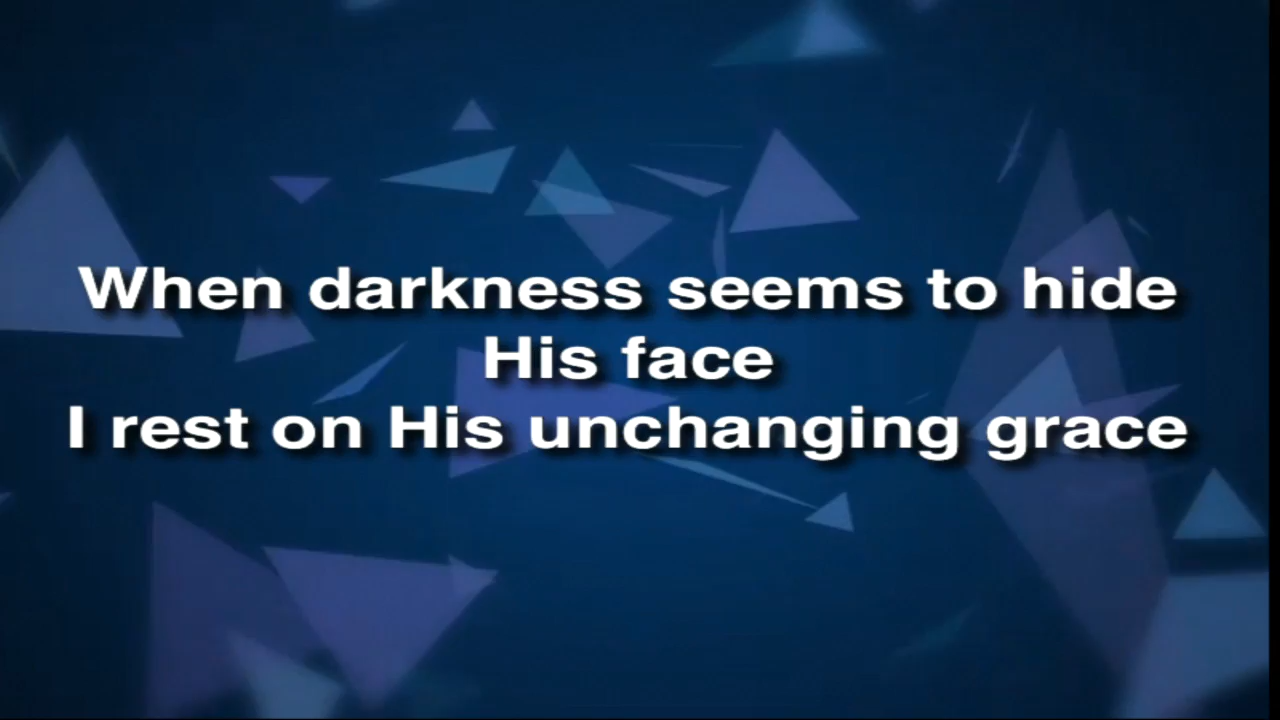 When darkness seems to hide
His face
I rest on His unchanging grace